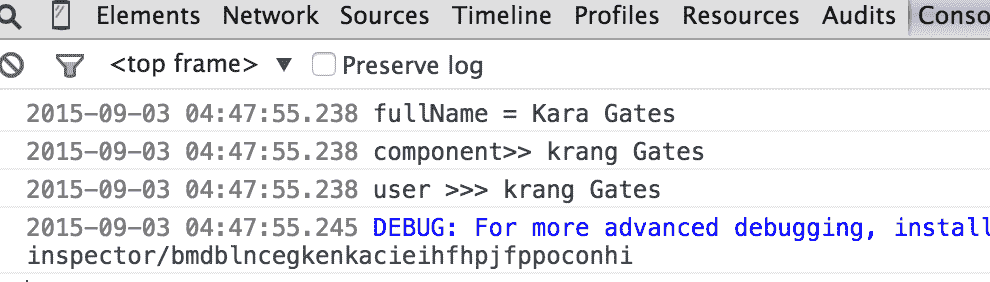 Elements Network Sources Timeline Profiles Resources Audits Conso
<top frame> ▼ Preserve log
2015-09-03 04:47:55.238 fullName = Kara Gates
2015-09-03 04:47:55.238 component>> krang Gates
2015-09-03 04:47:55.238 user >>> krang Gates
2015-09-03 04:47:55.245 DEBUG: For more advanced debugging, install
inspector/bmdblncegkenkacieihfhpjfppoconhi